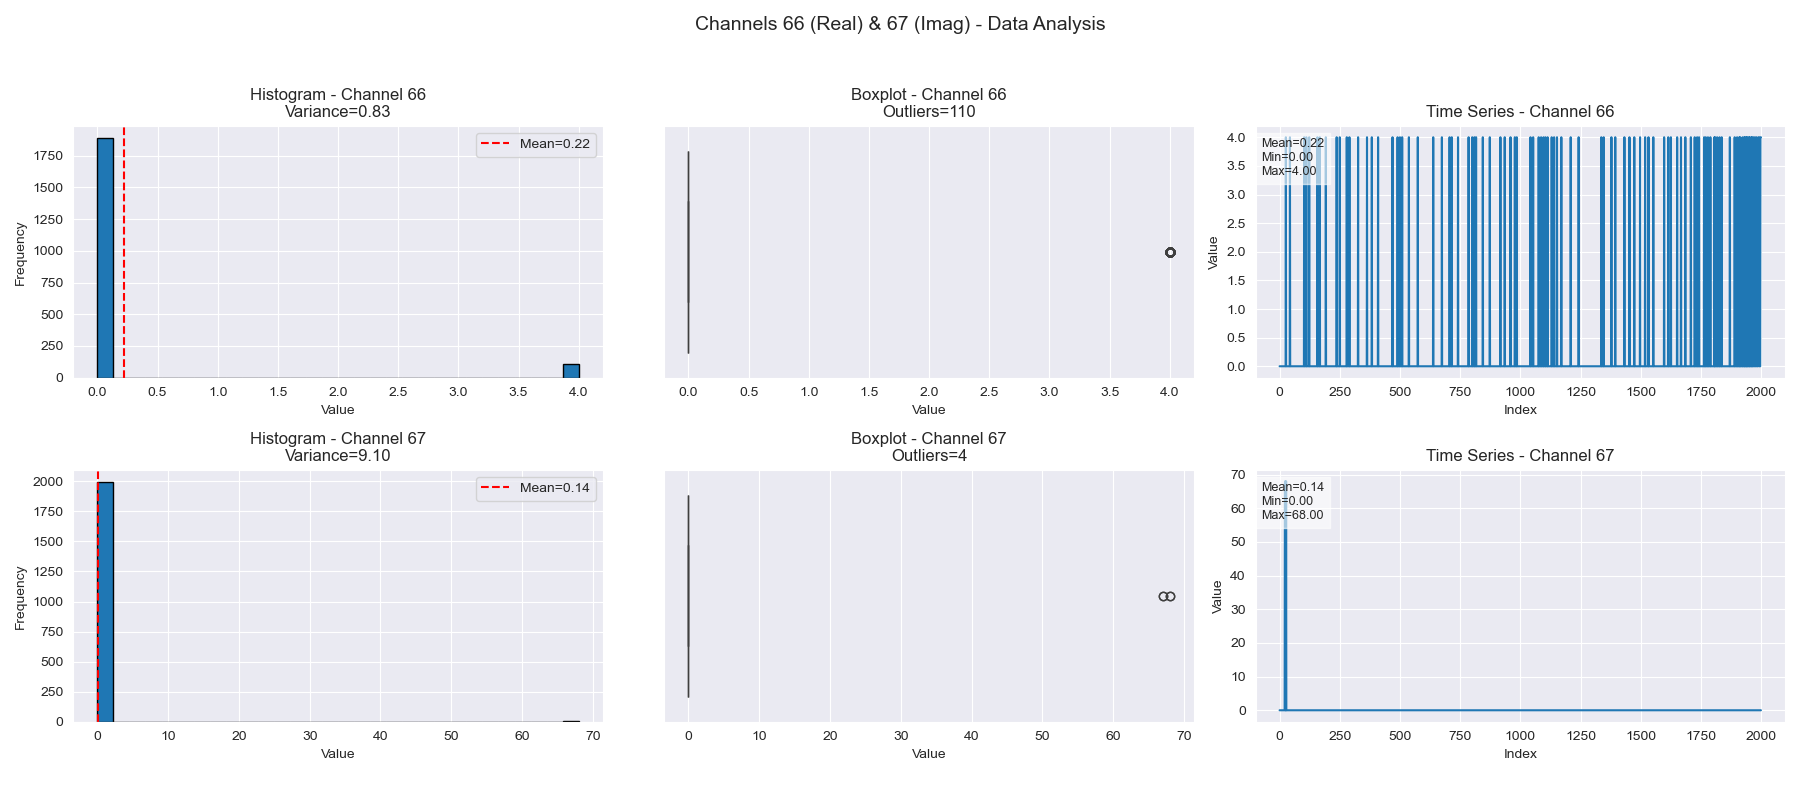 Channels 66 (Real) & 67 (Imag) - Data Analysis
Histogram - Channel 66
Variance=0.83
Mean=0.22
Frequency
1750
1500
1250
1000
750
500
250
0
0.0 0.5 1.0 1.5 2.0 2.5 3.0 3.5 4.0
Value
Boxplot - Channel 66
Outliers=110
0.0 0.5 1.0 1.5 2.0 2.5 3.0 3.5 4.0
Value
Time Series - Channel 66
Mean=0.22
Min=0.00
Max=4.00
Value
4.0
3.5
3.0
2.5
2.0
1.5
1.0
0.5
0.0
0 250 500 750 1000 1250 1500 1750 2000
Index
Histogram - Channel 67
Variance=9.10
Mean=0.14
Frequency
2000
1750
1500
1250
1000
750
500
250
0
0 10 20 30 40 50 60 70
Value
Boxplot - Channel 67
Outliers=4
0 10 20 30 40 50 60 70
Value
Time Series - Channel 67
Mean=0.14
Min=0.00
Max=68.00
Value
70
60
50
40
30
20
10
0
0 250 500 750 1000 1250 1500 1750 2000
Index